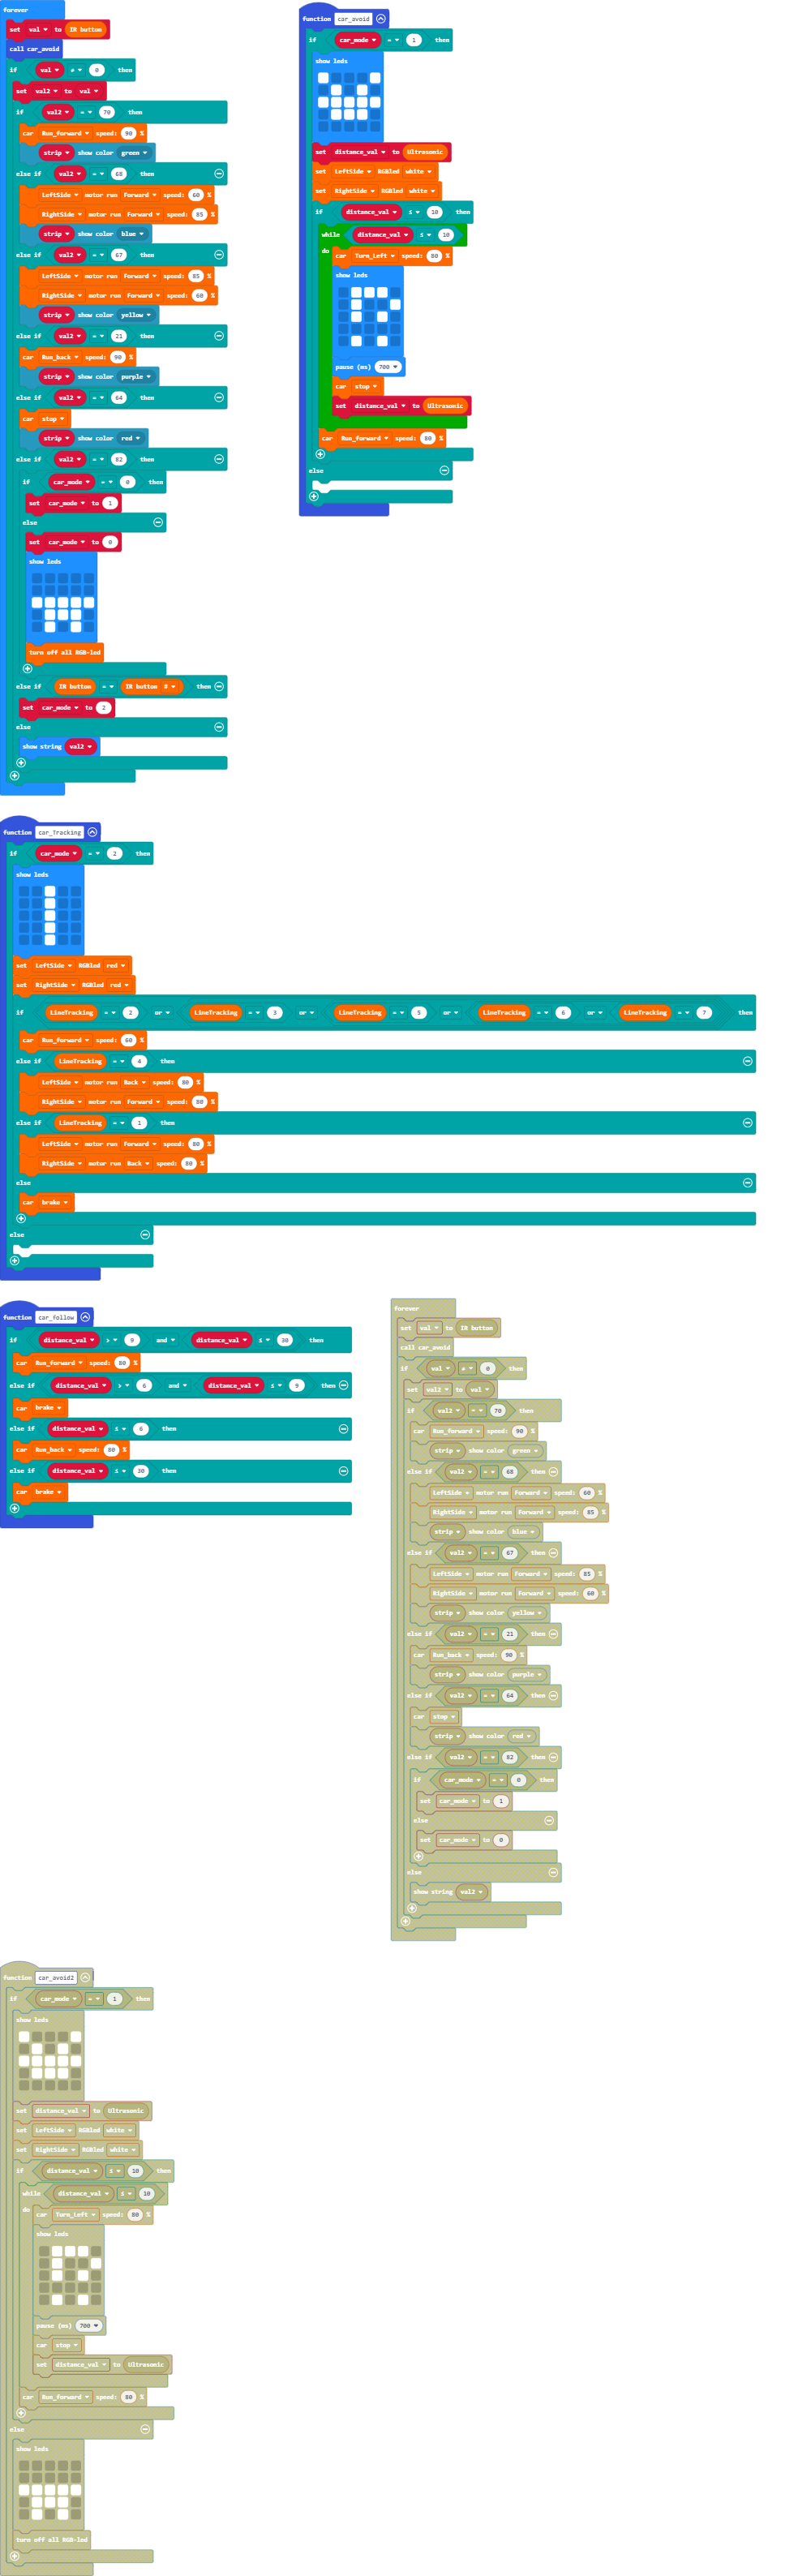 forever
set val to IR button
call car_avoid
if val ≠ 0 then
set val2 to val
if val2 = 70 then
car Run_forward speed: 90 %
strip show color green
else if val2 = 68 then
LeftSide motor run Forward speed: 60 %
RightSide motor run Forward speed: 85 %
strip show color blue
else if val2 = 67 then
LeftSide motor run Forward speed: 85 %
RightSide motor run Forward speed: 60 %
strip show color yellow
else if val2 = 21 then
car Run_back speed: 90 %
strip show color purple
else if val2 = 64 then
car stop
strip show color red
else if val2 = 82 then
if car_mode = 0 then
set car_mode to 1
else
set car_mode to 0
show leds
turn off all RGB-led
else if IR button = IR button # then
set car_mode to 2
else
show string val2
function car_avoid
if car_mode = 1 then
show leds
set distance_val to Ultrasonic
set LeftSide RGBled white
set RightSide RGBled white
if distance_val ≤ 10 then
while distance_val ≤ 10
do car Turn_Left speed: 80 %
show leds
pause (ms) 700
car stop
set distance_val to Ultrasonic
car Run_forward speed: 80 %
else
function car_Tracking
if car_mode = 2 then
show leds
set LeftSide RGBled red
set RightSide RGBled red
if LineTracking = 2 or LineTracking = 3 or LineTracking = 5 or LineTracking = 6 or LineTracking = 7 then
car Run_forward speed: 60 %
else if LineTracking = 4 then
LeftSide motor run Back speed: 80 %
RightSide motor run Forward speed: 80 %
else if LineTracking = 1 then
LeftSide motor run Forward speed: 80 %
RightSide motor run Back speed: 80 %
else
car brake
else
function car_follow
if distance_val > 9 and distance_val ≤ 30 then
car Run_forward speed: 80 %
else if distance_val > 6 and distance_val ≤ 9 then
car brake
else if distance_val ≤ 6 then
car Run_back speed: 80 %
else if distance_val ≤ 30 then
car brake
forever
set val to IR button
call car_avoid
if val ≠ 0 then
set val2 to val
if val2 = 70 then
car Run_forward speed: 90 %
strip show color green
else if val2 = 68 then
LeftSide motor run Forward speed: 60 %
RightSide motor run Forward speed: 85 %
strip show color blue
else if val2 = 67 then
LeftSide motor run Forward speed: 85 %
RightSide motor run Forward speed: 60 %
strip show color yellow
else if val2 = 21 then
car Run_back speed: 90 %
strip show color purple
else if val2 = 64 then
car stop
strip show color red
else if val2 = 82 then
if car_mode = 0 then
set car_mode to 1
else
set car_mode to 0
else
show string val2
function car_avoid2
if car_mode = 1 then
show leds
set distance_val to Ultrasonic
set LeftSide RGBled white
set RightSide RGBled white
if distance_val ≤ 10 then
while distance_val ≤ 10
do car Turn_Left speed: 80 %
show leds
pause (ms) 700
car stop
set distance_val to Ultrasonic
car Run_forward speed: 80 %
else
show leds
turn off all RGB-led